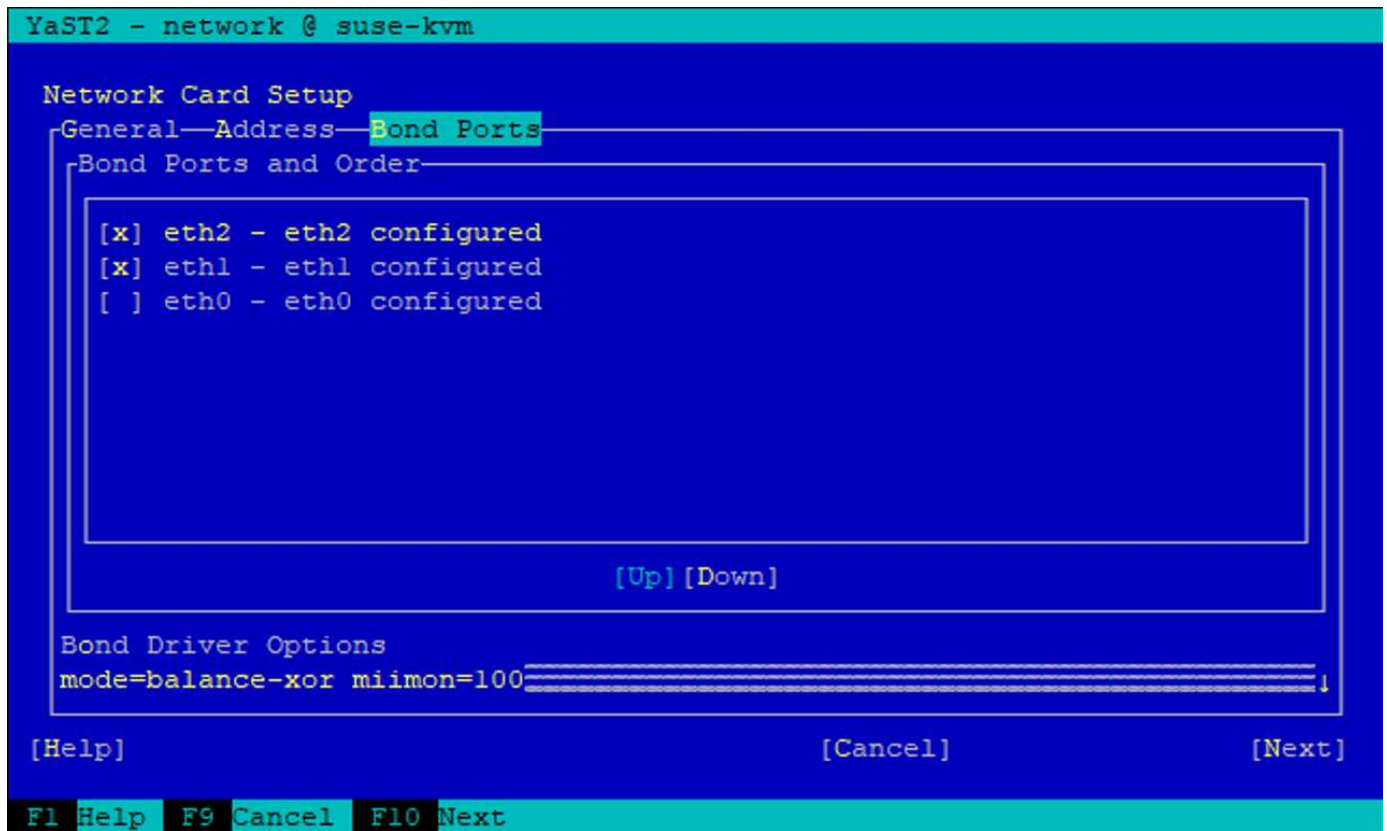 YaST2 - network @ suse-kvm
Network Card Setup
General Address Bond Ports
Bond Ports and Order
[x] eth2 - eth2 configured
[x] eth1 - eth1 configured
[ ] eth0 - eth0 configured
[Up][Down]
Bond Driver Options
mode=balance-xor miimon=100
[Help] [Cancel] [Next]
F1 Help F9 Cancel F10 Next